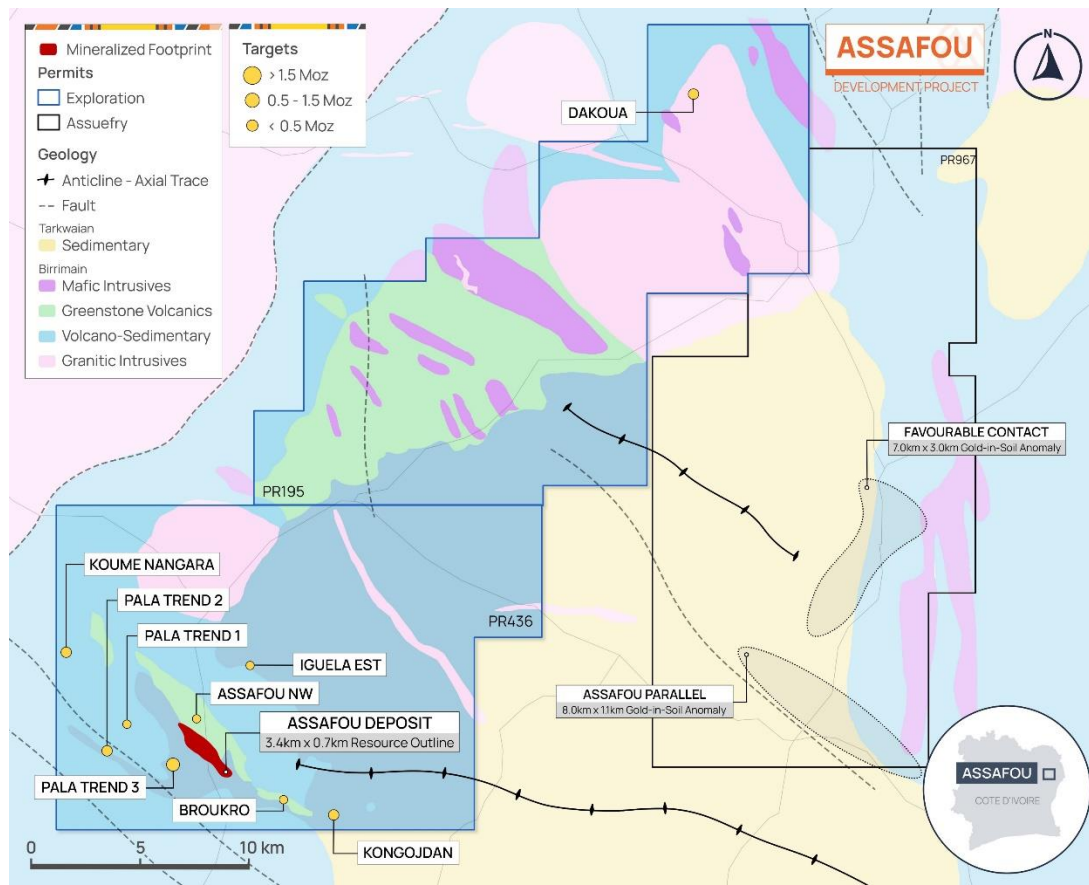 Mineralized Footprint
Permits
Exploration
Assuefry
Geology
Anticline - Axial Trace
Fault
Tarkwaian
Sedimentary
Birrimain
Mafic Intrusives
Greenstone Volcanics
Volcano-Sedimentary
Granitic Intrusives
Targets
> 1.5 Moz
0.5 - 1.5 Moz
< 0.5 Moz
ASSAFOU
DEVELOPMENT PROJECT
N
DAKOUA
PR967
FAVOURABLE CONTACT
7.0km x 3.0km Gold-in-Soil Anomaly
PR195
KOUME NANGARA
PALA TREND 2
PALA TREND 1
PR436
IGUELA EST
ASSAFOU NW
ASSAFOU DEPOSIT
3.4km x 0.7km Resource Outline
ASSAFOU PARALLEL
8.0km x 1.1km Gold-in-Soil Anomaly
PALA TREND 3
BROUKRO
KONGOJDAN
0 5 10 km
ASSAFOU
COTE D'IVOIRE